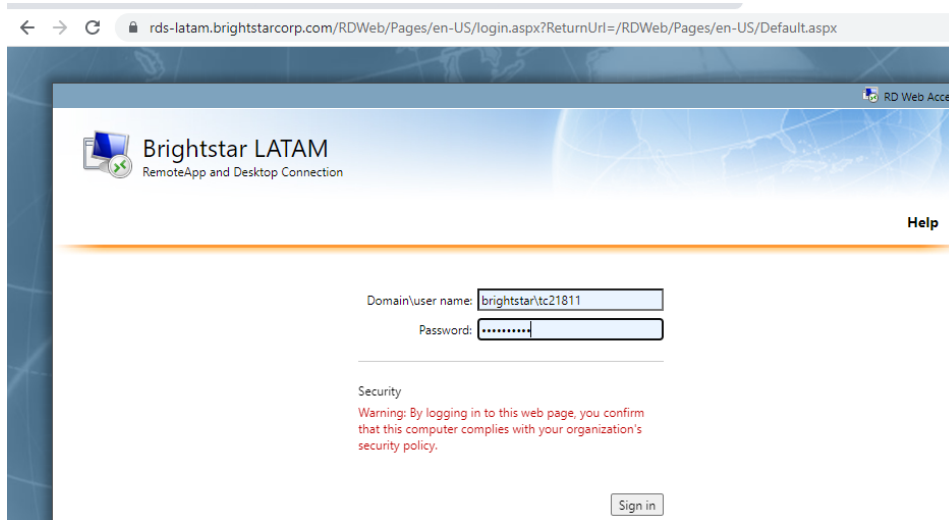 rds-latam.brightstarcorp.com/RDWeb/Pages/en-US/login.aspx?ReturnUrl=/RDWeb/Pages/en-US/Default.aspx
RD Web Acce
Brightstar LATAM
RemoteApp and Desktop Connection
Help
Domain\user name: brightstar\tc21811
Password: ••••••••••
Security
Warning: By logging in to this web page, you confirm
that this computer complies with your organization's
security policy.
Sign in